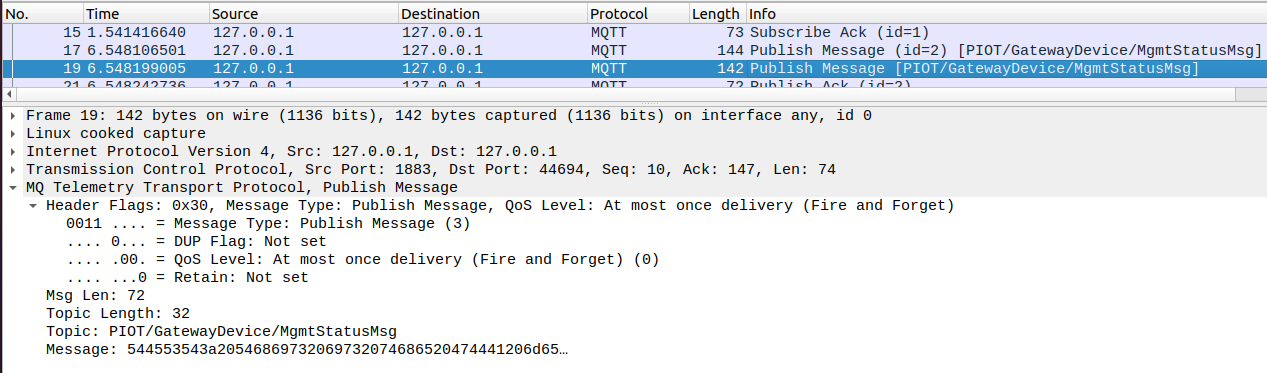 No. Time Source Destination Protocol Length Info
15 1.541416640 127.0.0.1 127.0.0.1 MQTT 73 Subscribe Ack (id=1)
17 6.548106501 127.0.0.1 127.0.0.1 MQTT 144 Publish Message (id=2) [PIOT/GatewayDevice/MgmtStatusMsg]
19 6.548199005 127.0.0.1 127.0.0.1 MQTT 142 Publish Message [PIOT/GatewayDevice/MgmtStatusMsg]
21 6.548242736 127.0.0.1 127.0.0.1 MQTT 72 Publish Ack (id=2)
Frame 19: 142 bytes on wire (1136 bits), 142 bytes captured (1136 bits) on interface any, id 0
Linux cooked capture
Internet Protocol Version 4, Src: 127.0.0.1, Dst: 127.0.0.1
Transmission Control Protocol, Src Port: 1883, Dst Port: 44694, Seq: 10, Ack: 147, Len: 74
MQ Telemetry Transport Protocol, Publish Message
Header Flags: 0x30, Message Type: Publish Message, QoS Level: At most once delivery (Fire and Forget)
0011 .... = Message Type: Publish Message (3)
.... 0... = DUP Flag: Not set
.... .00. = QoS Level: At most once delivery (Fire and Forget) (0)
.... ...0 = Retain: Not set
Msg Len: 72
Topic Length: 32
Topic: PIOT/GatewayDevice/MgmtStatusMsg
Message: 544553543a20546869732069732074686520474441206d65…